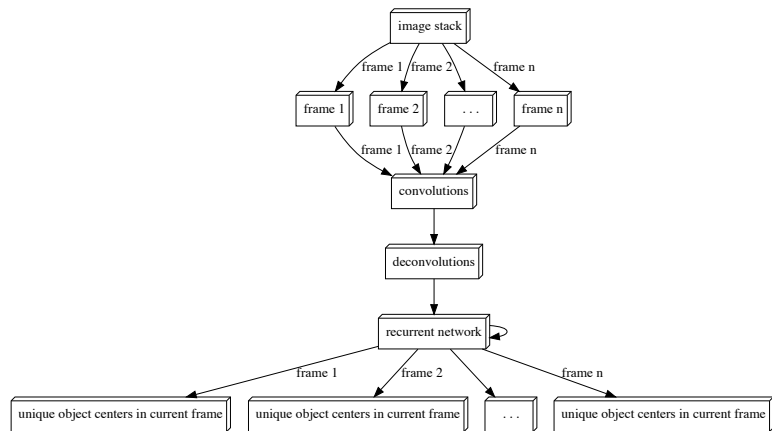 image stack
frame 1 frame 2 frame n
frame 1 frame 2 . . . frame n
frame 1 frame 2 frame n
convolutions
deconvolutions
recurrent network
frame 1 frame 2 frame n
unique object centers in current frame unique object centers in current frame . . . unique object centers in current frame